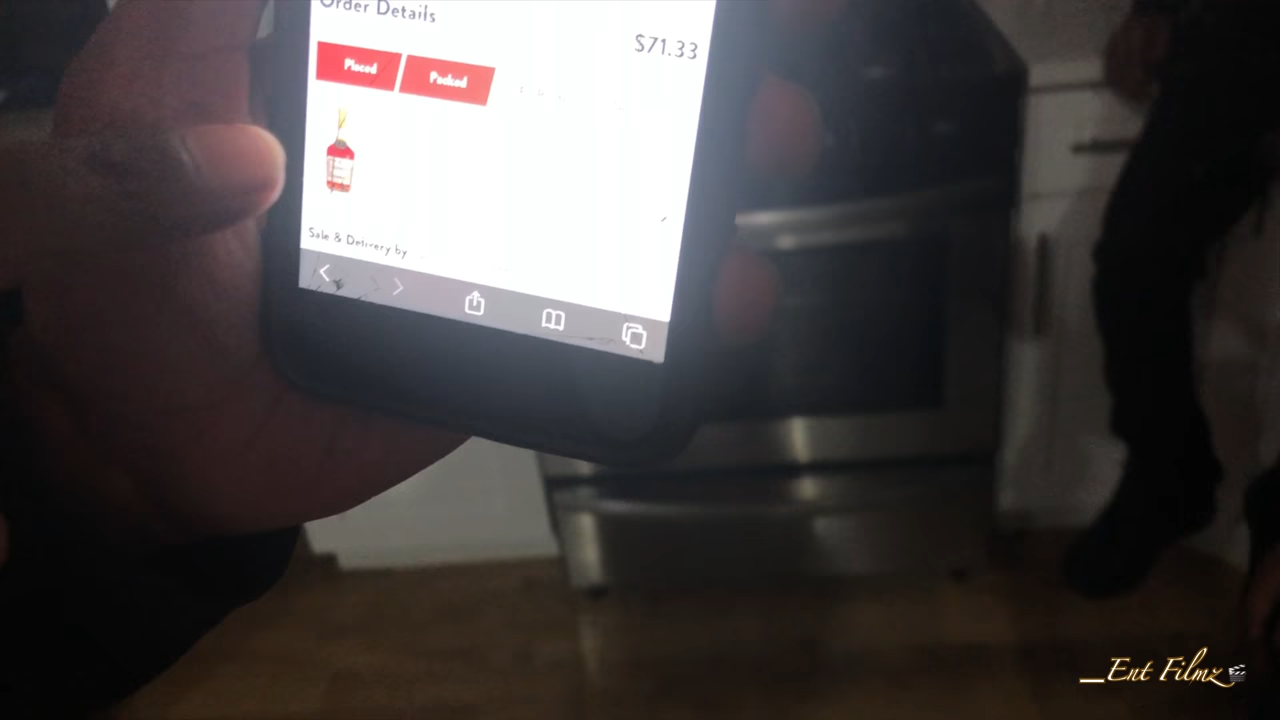 Order Details
$71.33
Placed
Packed
Sale & Delivery by
_Ent Filmz